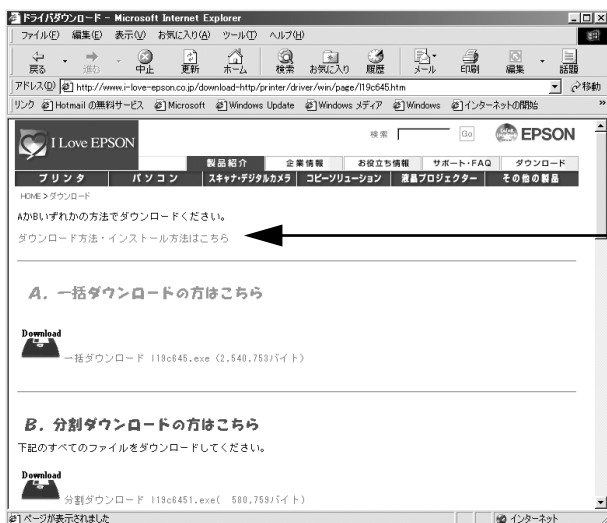 ドライバダウンロード - Microsoft Internet Explorer
ファイル(F) 編集(E) 表示(V) お気に入り(A) ツール(T) ヘルプ(H)
戻る 進む 中止 更新 ホーム 検索 お気に入り 履歴 メール 印刷 編集 話題
アドレス(D) http://www.i-love-epson.co.jp/download-http/printer/driver/win/page/l19c645.htm 移動
リンク Hotmail の無料サービス Microsoft Windows Update Windows メディア Windows インターネットの開始 »
I Love EPSON 検索 Go EPSON
製品紹介 企業情報 お役立ち情報 サポート・FAQ ダウンロード
プリンタ パソコン スキャナ・デジタルカメラ コピーソリューション 液晶プロジェクター その他の製品
HOME > ダウンロード
AかBいずれかの方法でダウンロードください。
ダウンロード方法・インストール方法はこちら
A. 一括ダウンロードの方はこちら
Download
一括ダウンロード l19c645.exe (2,540,753バイト)
B. 分割ダウンロードの方はこちら
下記のすべてのファイルをダウンロードしてください。
Download
分割ダウンロード l19c6451.exe( 580,759バイト)
ページが表示されました インターネット